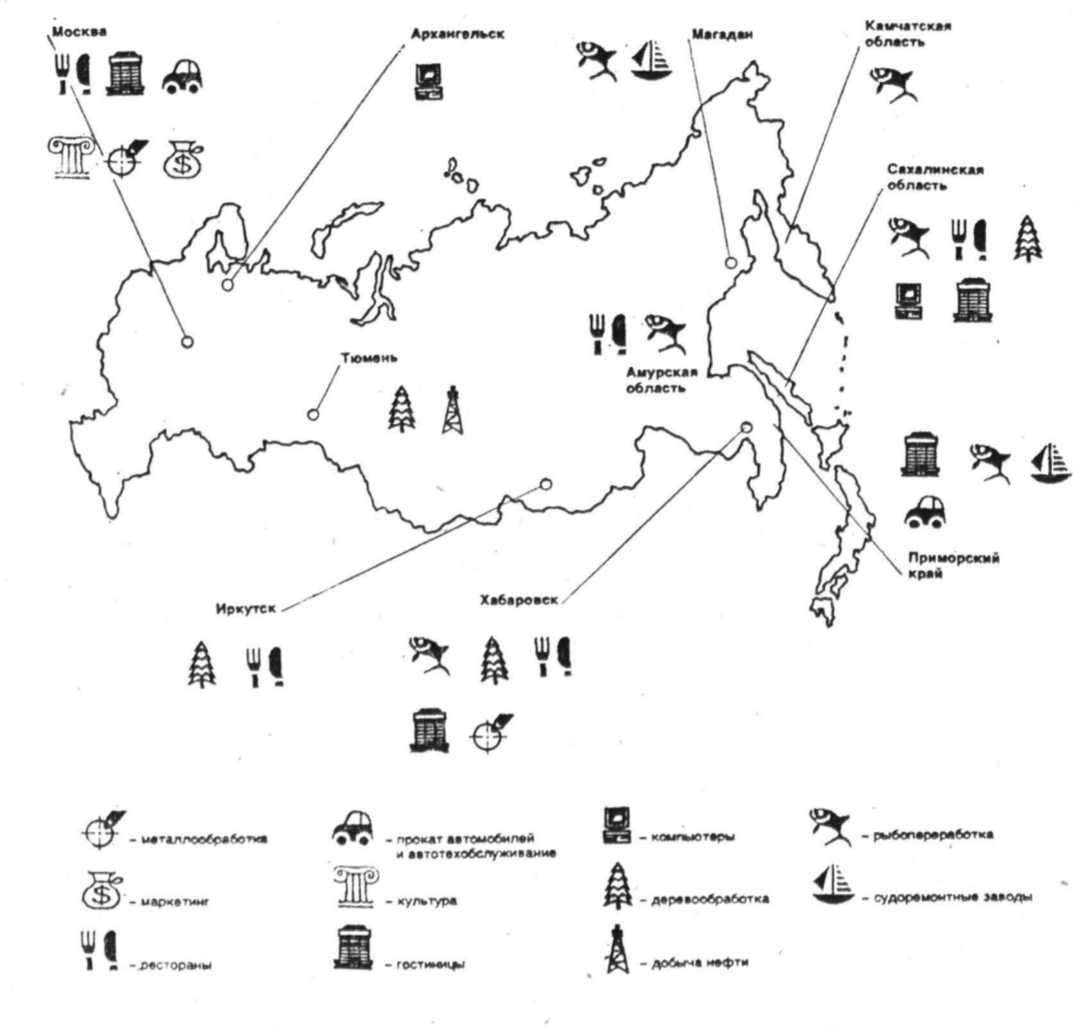 Москва
Архангельск
Магадан
Камчатская
область
Сахалинская
область
Тюмень
Амурская
область
Приморский
край
Иркутск
Хабаровск
– металлообработка
– прокат автомобилей
и автотехобслуживание
– компьютеры
– рыбопереработка
– маркетинг
– культура
– деревообработка
– судоремонтные заводы
– рестораны
– гостиницы
– добыча нефти